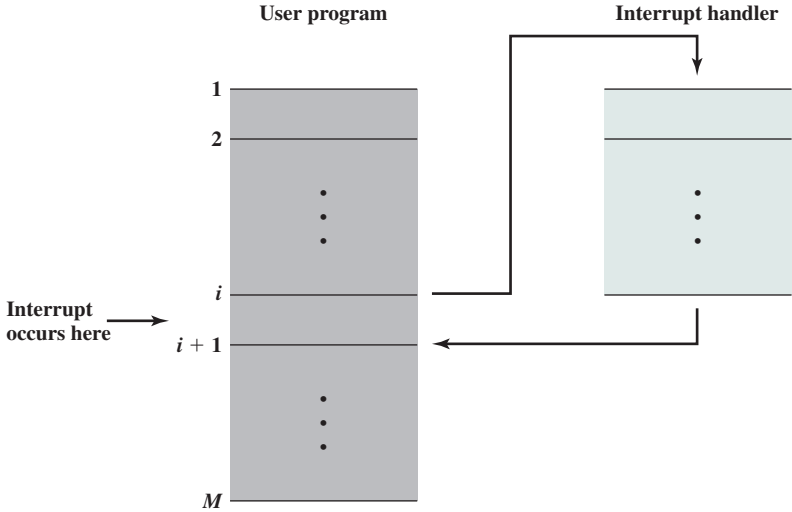 User program
Interrupt handler
1
2
i
Interrupt
occurs here
i + 1
M